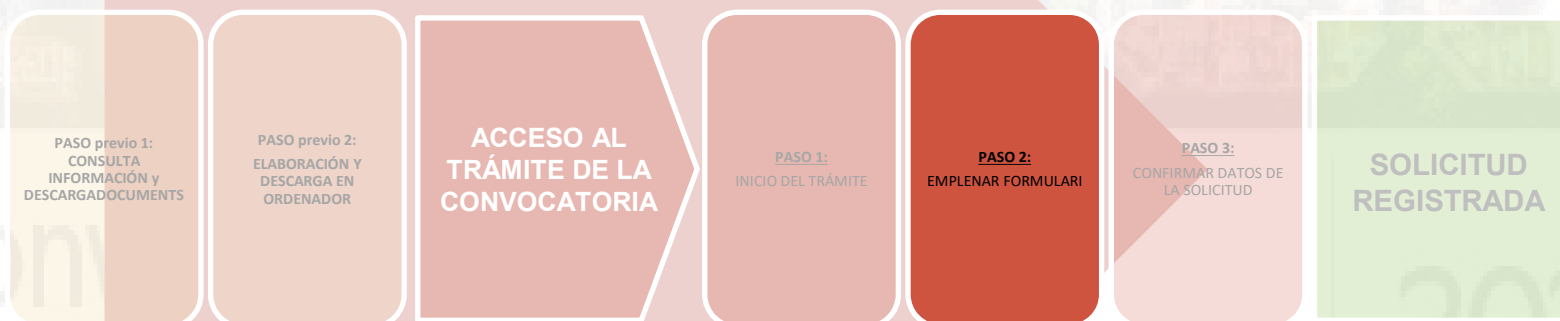 PASO previo 1:
CONSULTA
INFORMACIÓN y
DESCARGADOCUMENTS
PASO previo 2:
ELABORACIÓN Y
DESCARGA EN
ORDENADOR
ACCESO AL
TRÁMITE DE LA
CONVOCATORIA
PASO 1:
INICIO DEL TRÁMITE
PASO 2:
EMPLENAR FORMULARI
PASO 3:
CONFIRMAR DATOS DE
LA SOLICITUD
SOLICITUD
REGISTRADA